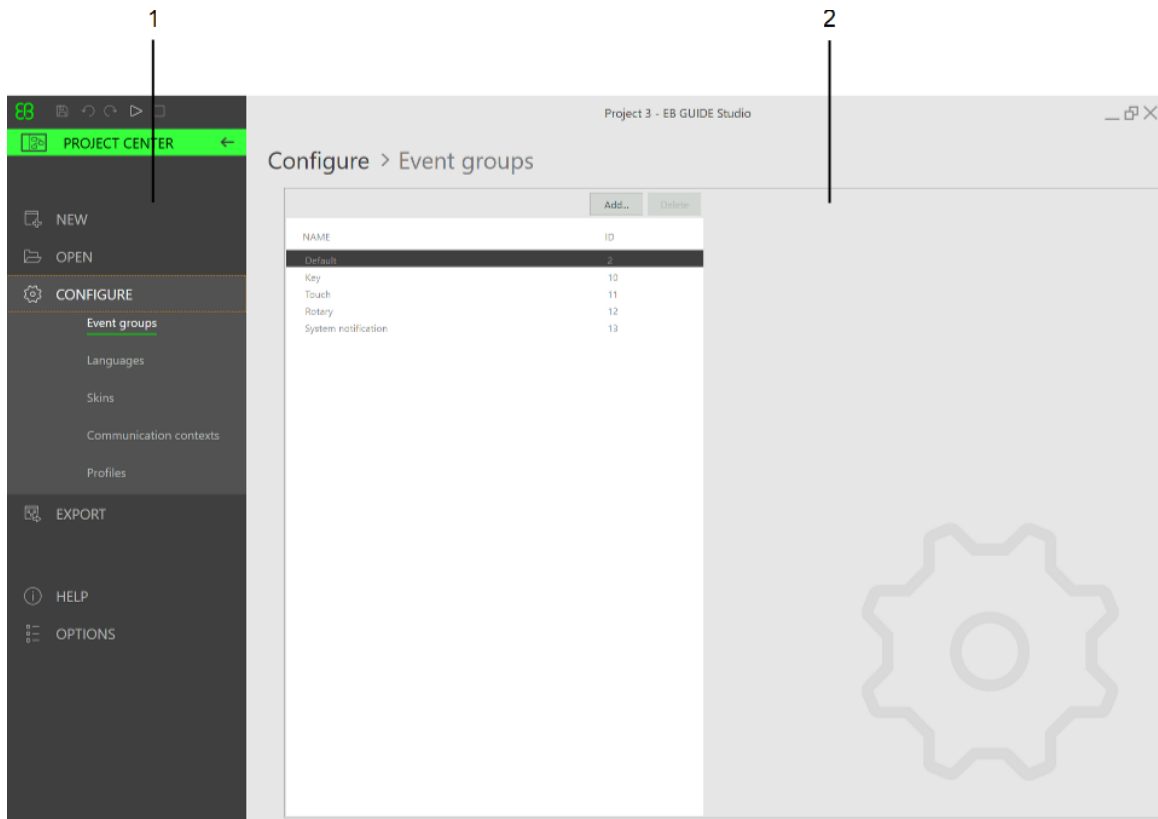 1
2
EB
Project 3 - EB GUIDE Studio
PROJECT CENTER
Configure > Event groups
NEW
OPEN
CONFIGURE
Event groups
Languages
Skins
Communication contexts
Profiles
EXPORT
HELP
OPTIONS
Add... Delete
NAME ID
Default 2
Key 10
Touch 11
Rotary 12
System notification 13